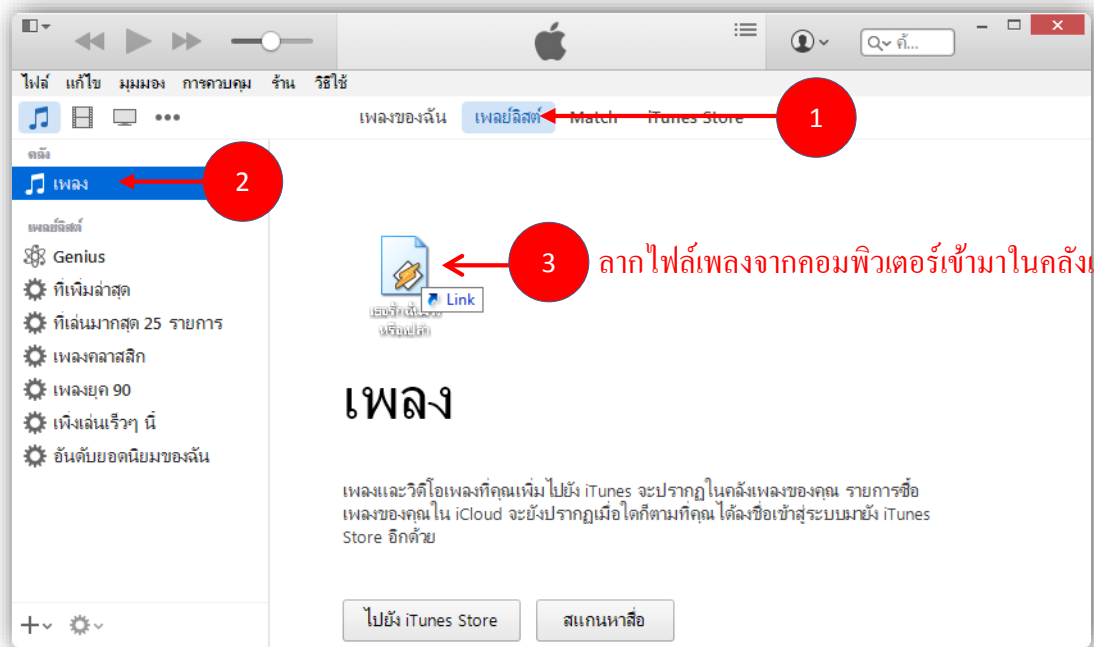 ค้...
ไฟล์ แก้ไข มุมมอง การควบคุม ร้าน วิธีใช้
เพลงของฉัน เพลย์ลิสต์ Match iTunes Store
1
คลัง
เพลง
2
เพลย์ลิสต์
Genius
ที่เพิ่มล่าสุด
ที่เล่นมากสุด 25 รายการ
เพลงคลาสสิก
เพลงยุค 90
เพิ่งเล่นเร็วๆ นี้
อันดับยอดนิยมของฉัน
3 ลากไฟล์เพลงจากคอมพิวเตอร์เข้ามาในคลัง
Link
เพลง
เพลงและวิดีโอเพลงที่คุณเพิ่มไปยัง iTunes จะปรากฏในคลังเพลงของคุณ รายการซื้อ
เพลงของคุณใน iCloud จะยังปรากฏเมื่อใดก็ตามที่คุณได้ลงชื่อเข้าสู่ระบบมายัง iTunes
Store อีกด้วย
ไปยัง iTunes Store สแกนหาสื่อ